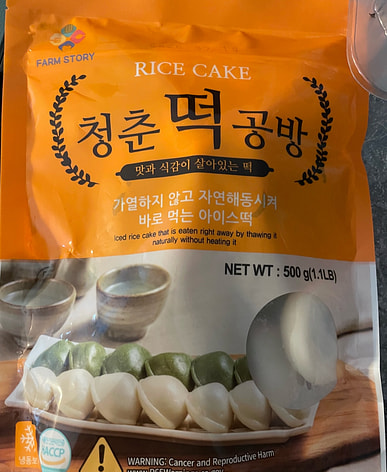 FARM STORY
RICE CAKE
청춘 떡 공방
맛과 식감이 살아있는 떡
가열하지 않고 자연해동시켜
바로 먹는 아이스떡
Iced rice cake that is eaten right away by thawing it
naturally without heating it
NET WT : 500 g(1.1LB)
HACCP
WARNING: Cancer and Reproductive Harm